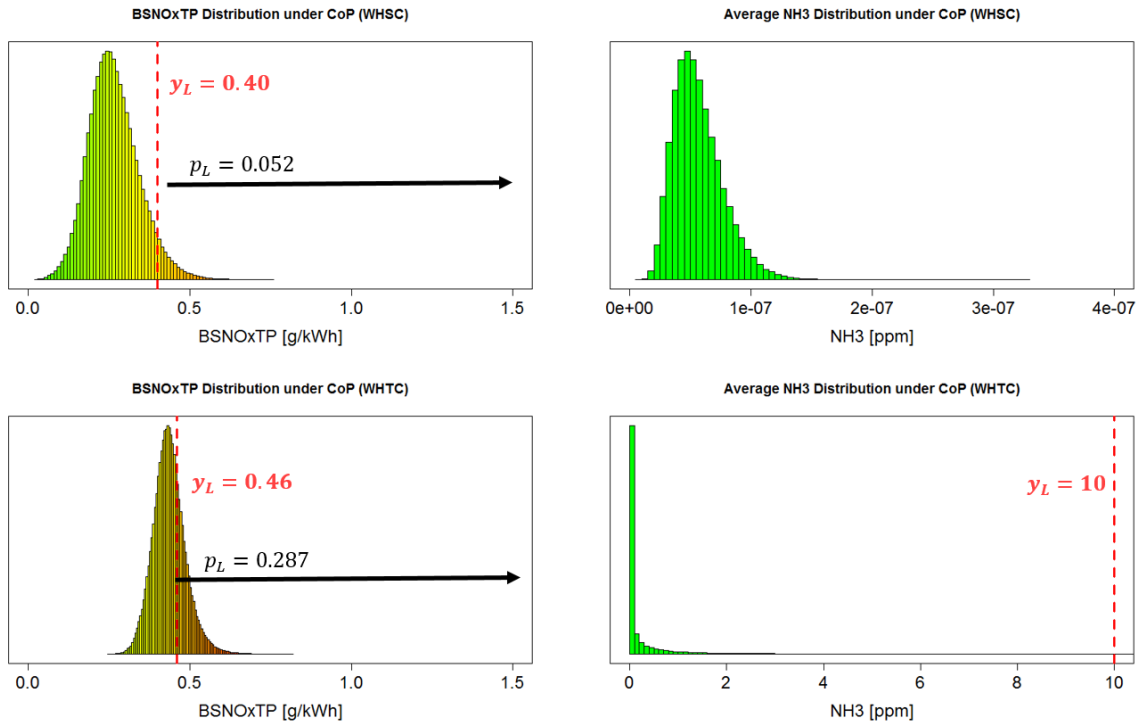 BSNOxTP Distribution under CoP (WHSC)
y_L = 0.40
p_L = 0.052
0.0 0.5 1.0 1.5
BSNOxTP [g/kWh]
Average NH3 Distribution under CoP (WHSC)
0e+00 1e-07 2e-07 3e-07 4e-07
NH3 [ppm]
BSNOxTP Distribution under CoP (WHTC)
y_L = 0.46
p_L = 0.287
0.0 0.5 1.0 1.5
BSNOxTP [g/kWh]
Average NH3 Distribution under CoP (WHTC)
y_L = 10
0 2 4 6 8 10
NH3 [ppm]